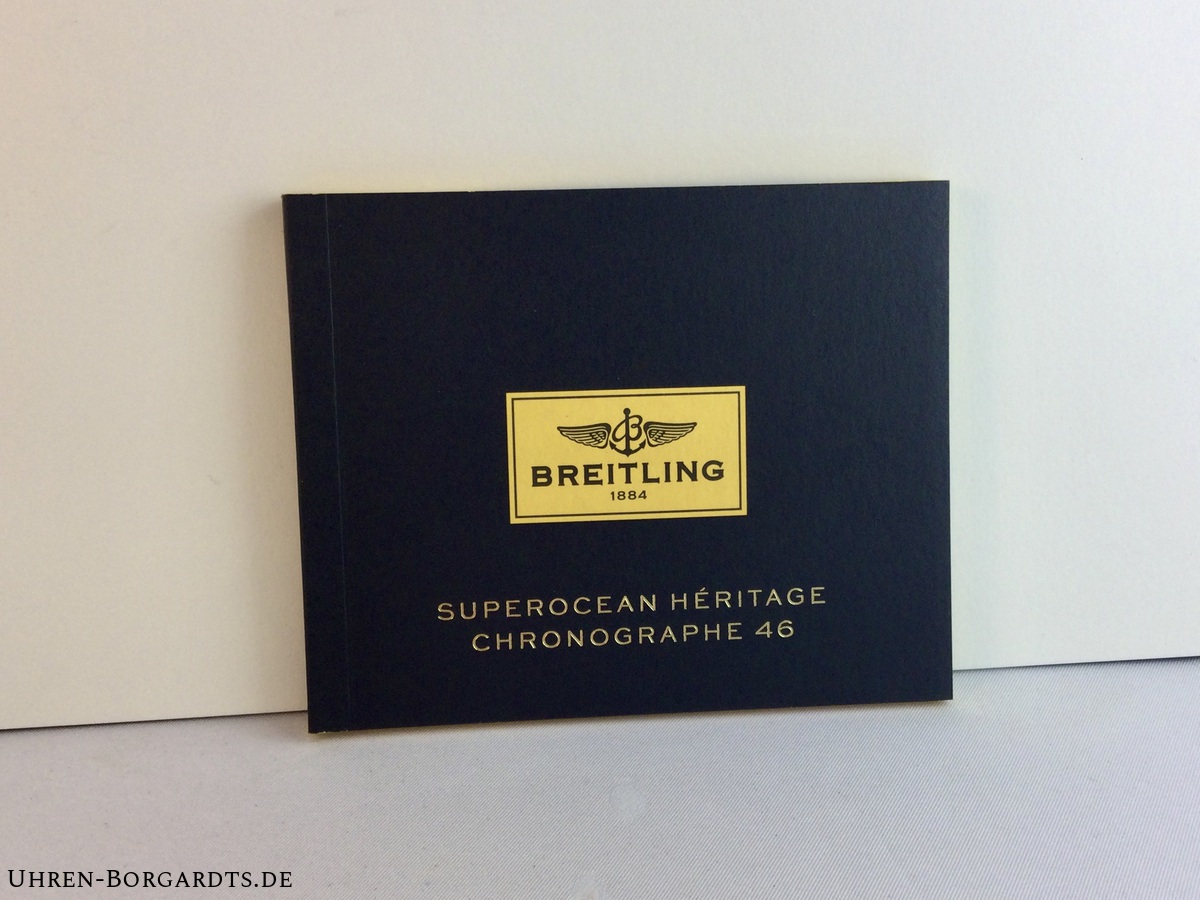 BREITLING
1884
SUPEROCEAN HÉRITAGE
CHRONOGRAPHE 46
UHREN-BORGARDTS.DE